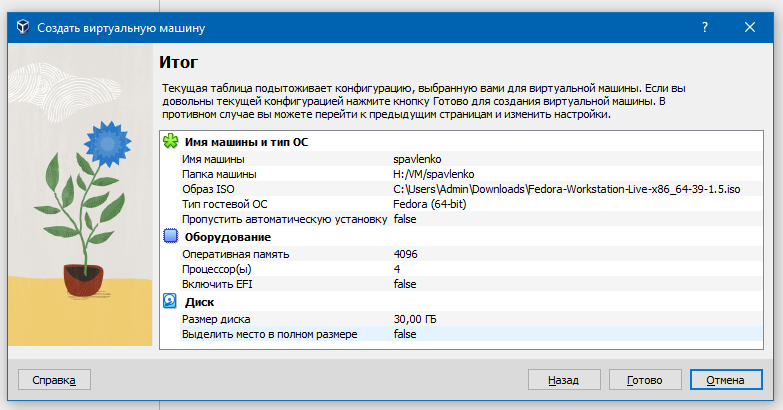 Создать виртуальную машину
?
Итог
Текущая таблица подытоживает конфигурацию, выбранную вами для виртуальной машины. Если вы
довольны текущей конфигурацией нажмите кнопку Готово для создания виртуальной машины. В
противном случае вы можете перейти к предыдущим страницам и изменить настройки.
Имя машины и тип ОС
Имя машины spavlenko
Папка машины H:/VM/spavlenko
Образ ISO C:\Users\Admin\Downloads\Fedora-Workstation-Live-x86_64-39-1.5.iso
Тип гостевой ОС Fedora (64-bit)
Пропустить автоматическую установку false
Оборудование
Оперативная память 4096
Процессор(ы) 4
Включить EFI false
Диск
Размер диска 30,00 ГБ
Выделить место в полном размере false
Справка Назад Готово Отмена